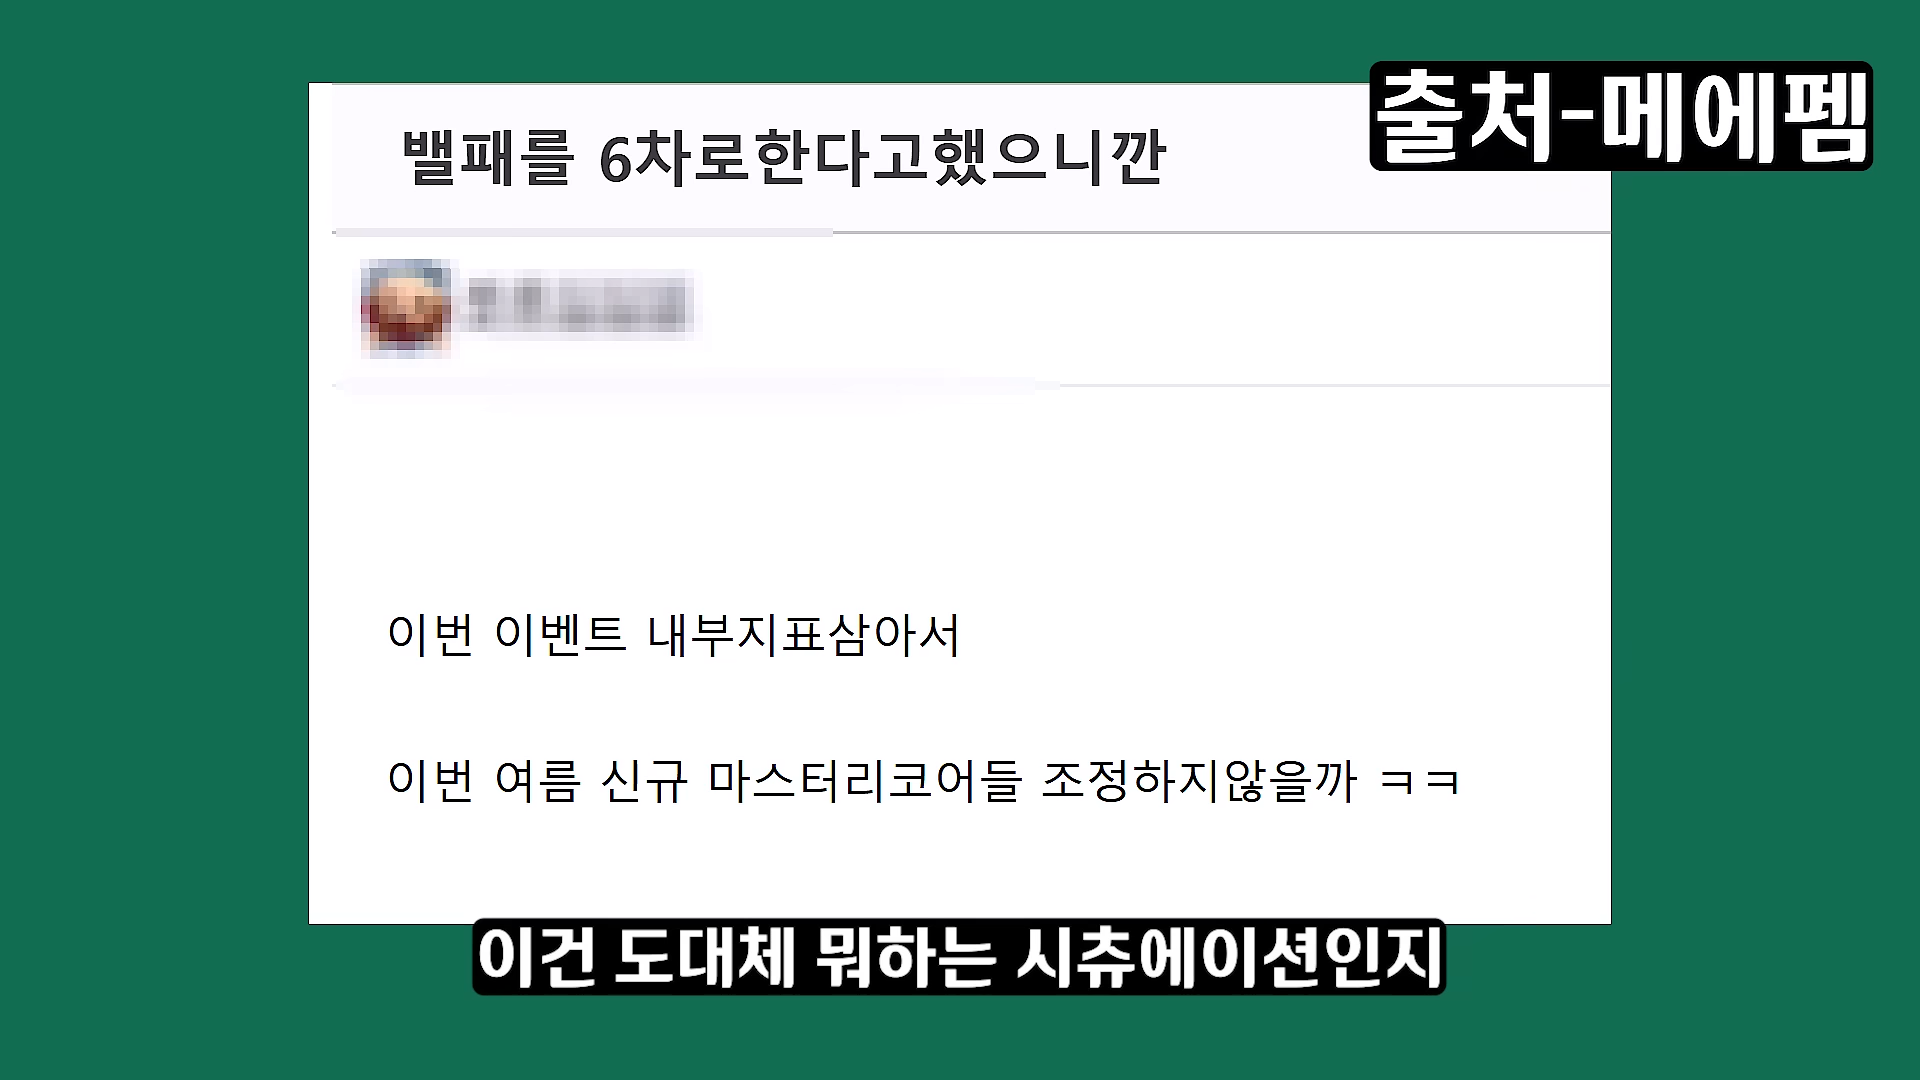 출처-메에펨
밸패를 6차로한다고했으니깐
이번 이벤트 내부지표삼아서
이번 여름 신규 마스터리코어들 조정하지않을까 ㅋㅋ
이건 도대체 뭐하는 시츄에이션인지